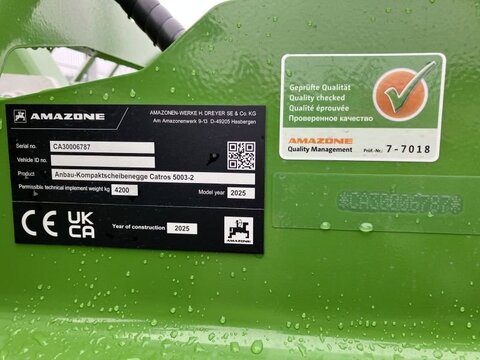 AMAZONE
AMAZONEN-WERKE H. DREYER SE & Co. KG
Am Amazonenwerk 9-13 D-49205 Hasbergen
Serial no. CA30006787
Vehicle ID no.
Product Anbau-Kompaktscheibenegge Catros 5003-2
Permissible technical implement weight kg 4200 Model year 2025
CE UK
CA
Year of construction 2025
AMAZONE
Geprüfte Qualität
Quality checked
Qualité éprouvée
Проверенное качество
AMAZONE
Quality Management Prüf.-Nr.: 7-7018
*CA30006787*